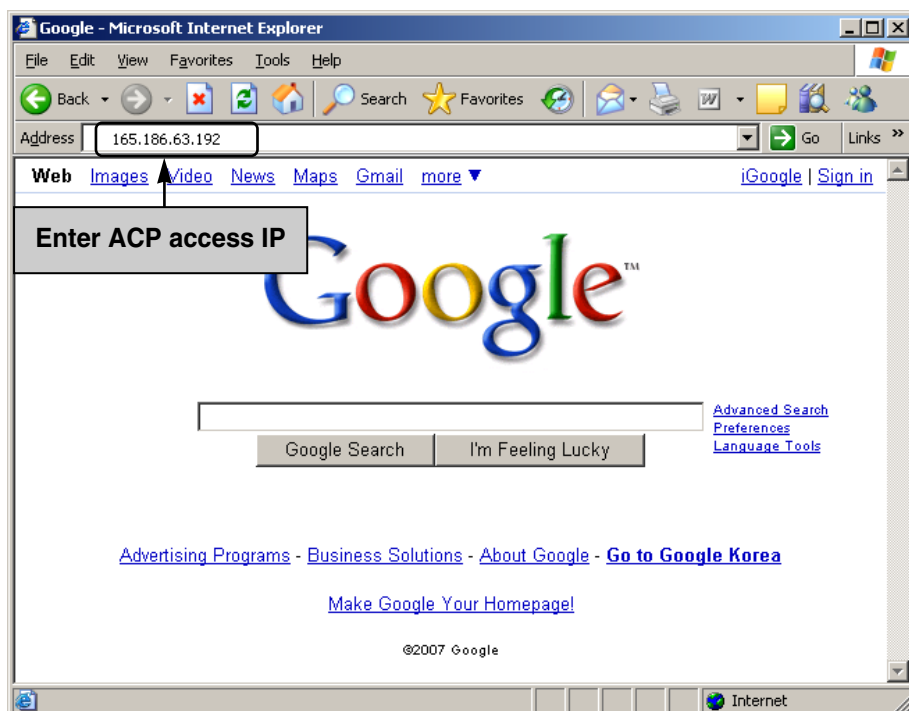 Google - Microsoft Internet Explorer
File Edit View Favorites Tools Help
Back Search Favorites
Address 165.186.63.192 Go Links »
Web Images Video News Maps Gmail more ▼ iGoogle | Sign in
Enter ACP access IP
Google™
Advanced Search
Preferences
Language Tools
Google Search I'm Feeling Lucky
Advertising Programs - Business Solutions - About Google - Go to Google Korea
Make Google Your Homepage!
©2007 Google
Internet